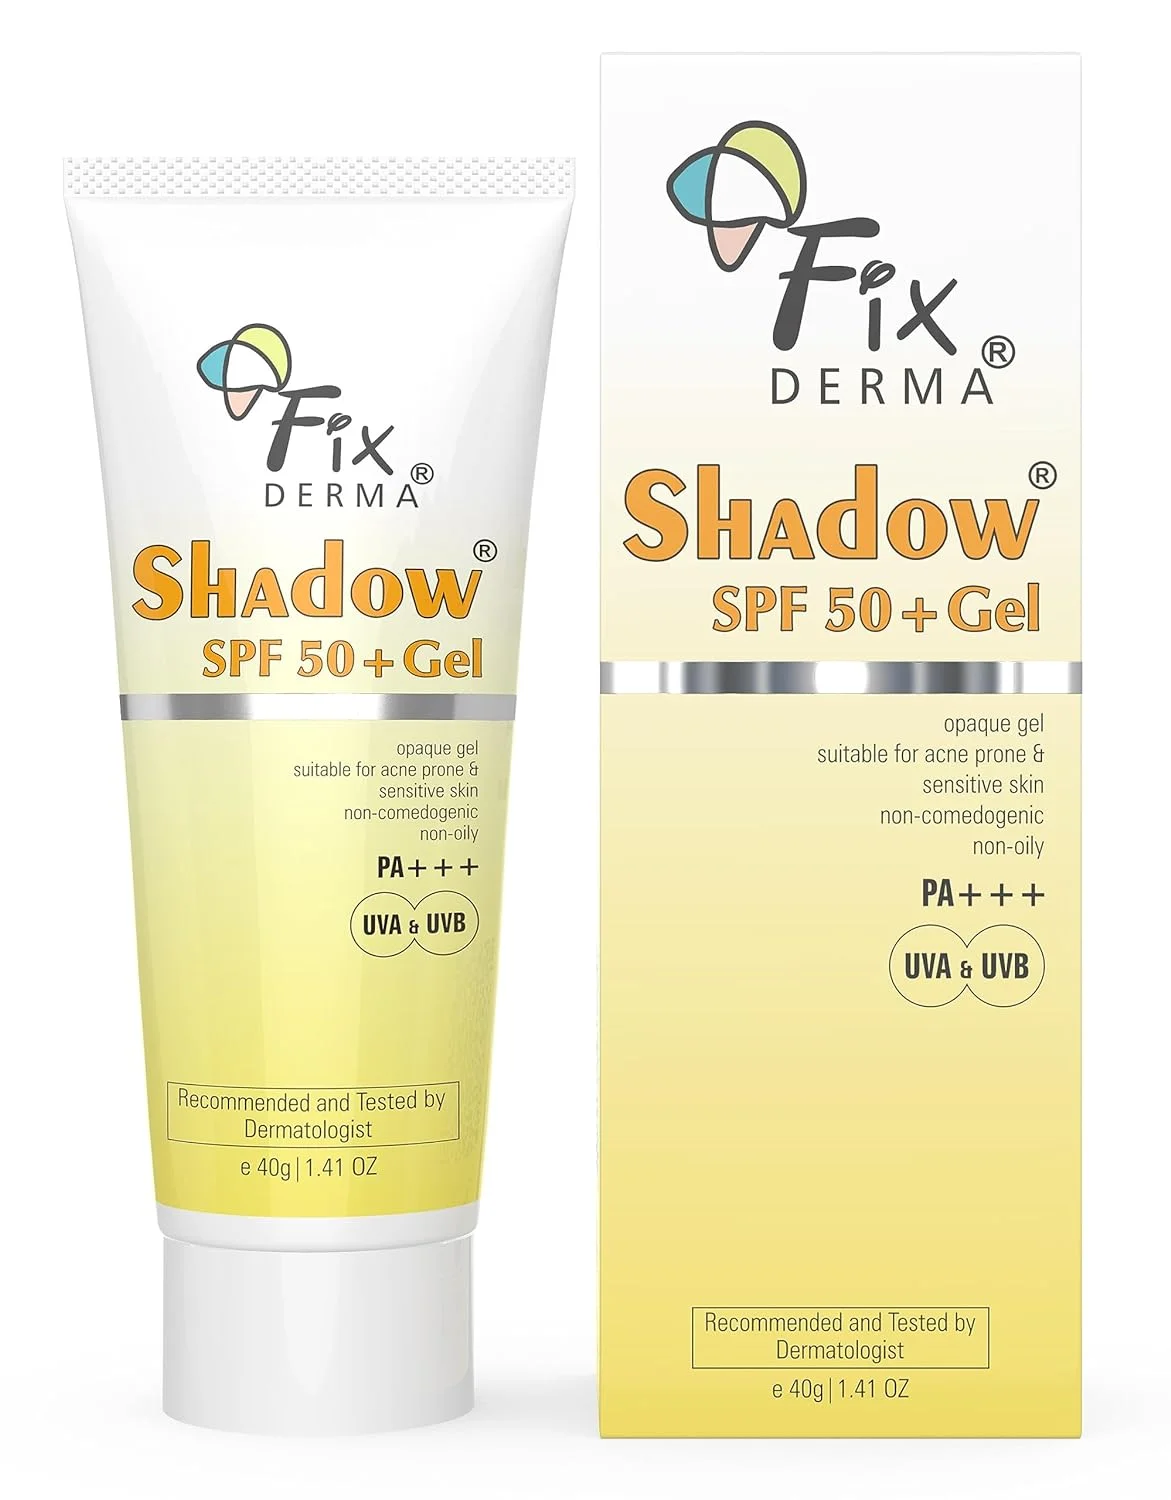 Fix
DERMA®
Shadow®
SPF 50+Gel
opaque gel
suitable for acne prone &
sensitive skin
non-comedogenic
non-oily
PA+++
UVA & UVB
Recommended and Tested by
Dermatologist
e 40g|1.41 OZ
Fix
DERMA®
Shadow®
SPF 50+Gel
opaque gel
suitable for acne prone &
sensitive skin
non-comedogenic
non-oily
PA+++
UVA & UVB
Recommended and Tested by
Dermatologist
e 40g|1.41 OZ